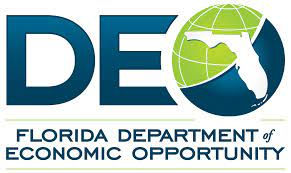 DEO
FLORIDA DEPARTMENT of
ECONOMIC OPPORTUNITY